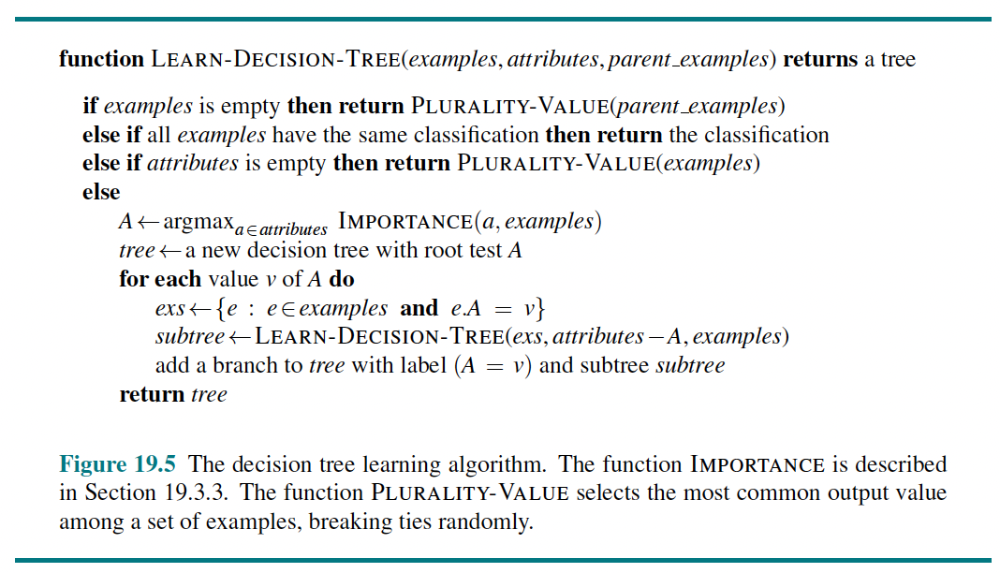 function LEARN-DECISION-TREE(examples, attributes, parent_examples) returns a tree
if examples is empty then return PLURALITY-VALUE(parent_examples)
else if all examples have the same classification then return the classification
else if attributes is empty then return PLURALITY-VALUE(examples)
else
A ← argmax a ∈ attributes IMPORTANCE(a, examples)
tree ← a new decision tree with root test A
for each value v of A do
exs ← {e : e ∈ examples and e.A = v}
subtree ← LEARN-DECISION-TREE(exs, attributes − A, examples)
add a branch to tree with label (A = v) and subtree subtree
return tree
Figure 19.5 The decision tree learning algorithm. The function IMPORTANCE is described
in Section 19.3.3. The function PLURALITY-VALUE selects the most common output value
among a set of examples, breaking ties randomly.